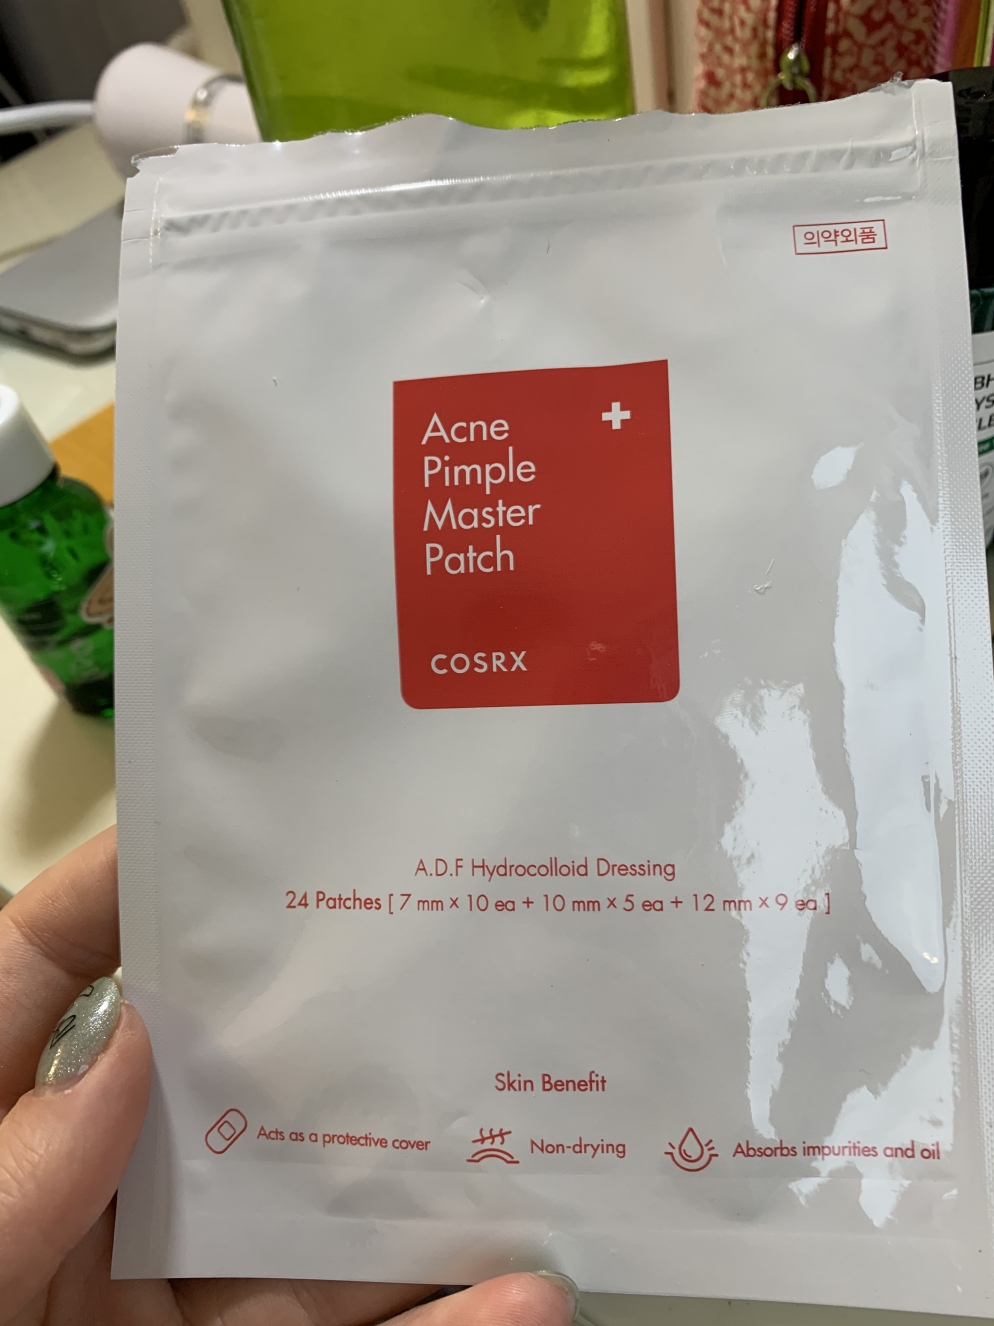 의약외품
Acne
Pimple
Master
Patch
COSRX
A.D.F Hydrocolloid Dressing
24 Patches [ 7 mm × 10 ea + 10 mm × 5 ea + 12 mm × 9 ea ]
Skin Benefit
Acts as a protective cover
Non-drying
Absorbs impurities and oil